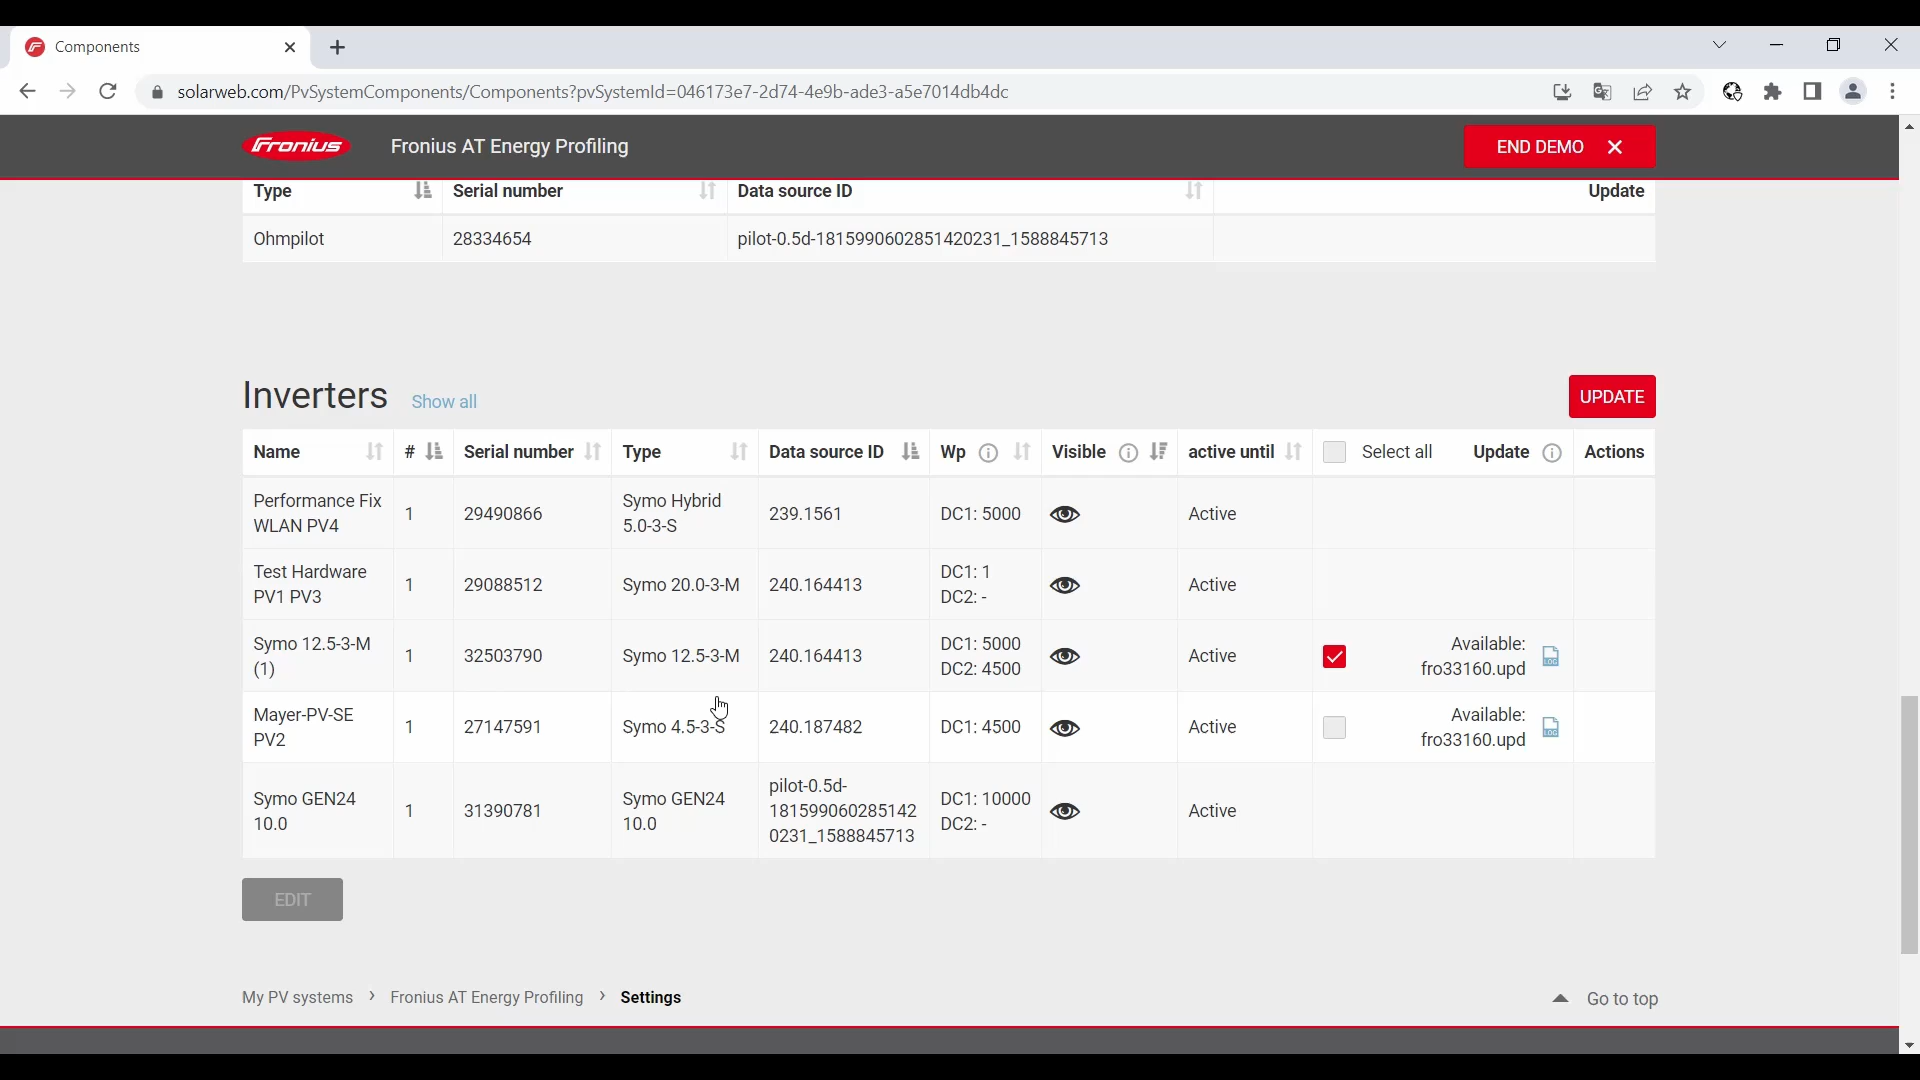 Components
solarweb.com/PvSystemComponents/Components?pvSystemId=046173e7-2d74-4e9b-ade3-a5e7014db4dc
Fronius
Fronius AT Energy Profiling
END DEMO
Type Serial number Data source ID Update
Ohmpilot 28334654 pilot-0.5d-1815990602851420231_1588845713
Inverters Show all
UPDATE
Name # Serial number Type Data source ID Wp Visible active until Select all Update Actions
Performance Fix
WLAN PV4
1
29490866
Symo Hybrid
5.0-3-S
239.1561
DC1: 5000
Active
Test Hardware
PV1 PV3
1
29088512
Symo 20.0-3-M
240.164413
DC1: 1
DC2: -
Active
Symo 12.5-3-M
(1)
1
32503790
Symo 12.5-3-M
240.164413
DC1: 5000
DC2: 4500
Active
Available:
fro33160.upd
LOG
Mayer-PV-SE
PV2
1
27147591
Symo 4.5-3-S
240.187482
DC1: 4500
Active
Available:
fro33160.upd
LOG
Symo GEN24
10.0
1
31390781
Symo GEN24
10.0
pilot-0.5d-
181599060285142
0231_1588845713
DC1: 10000
DC2: -
Active
EDIT
My PV systems > Fronius AT Energy Profiling > Settings
Go to top